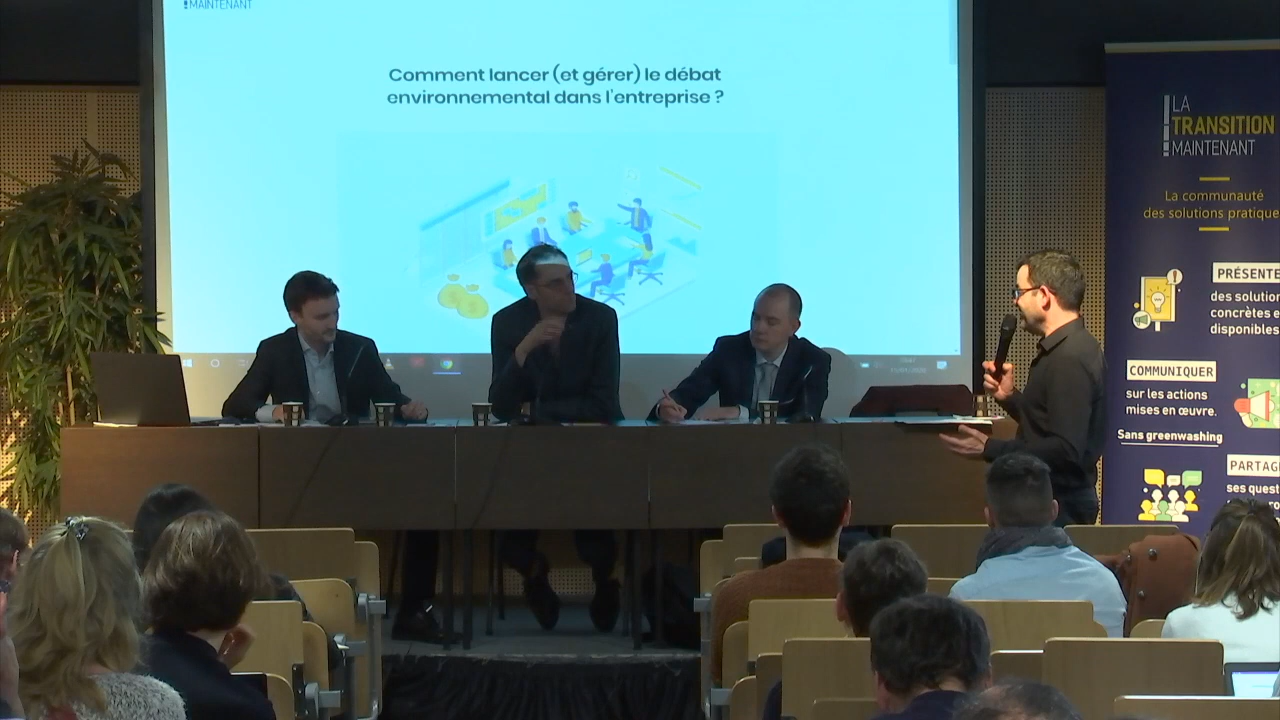 MAINTENANT
Comment lancer (et gérer) le débat
environnemental dans l'entreprise ?
LA
TRANSITION
MAINTENANT
La communauté
des solutions pratique
PRÉSENTE
des solution
concrètes e
disponibles
COMMUNIQUER
sur les actions
mises en œuvre.
Sans greenwashing
PARTAG
ses quest